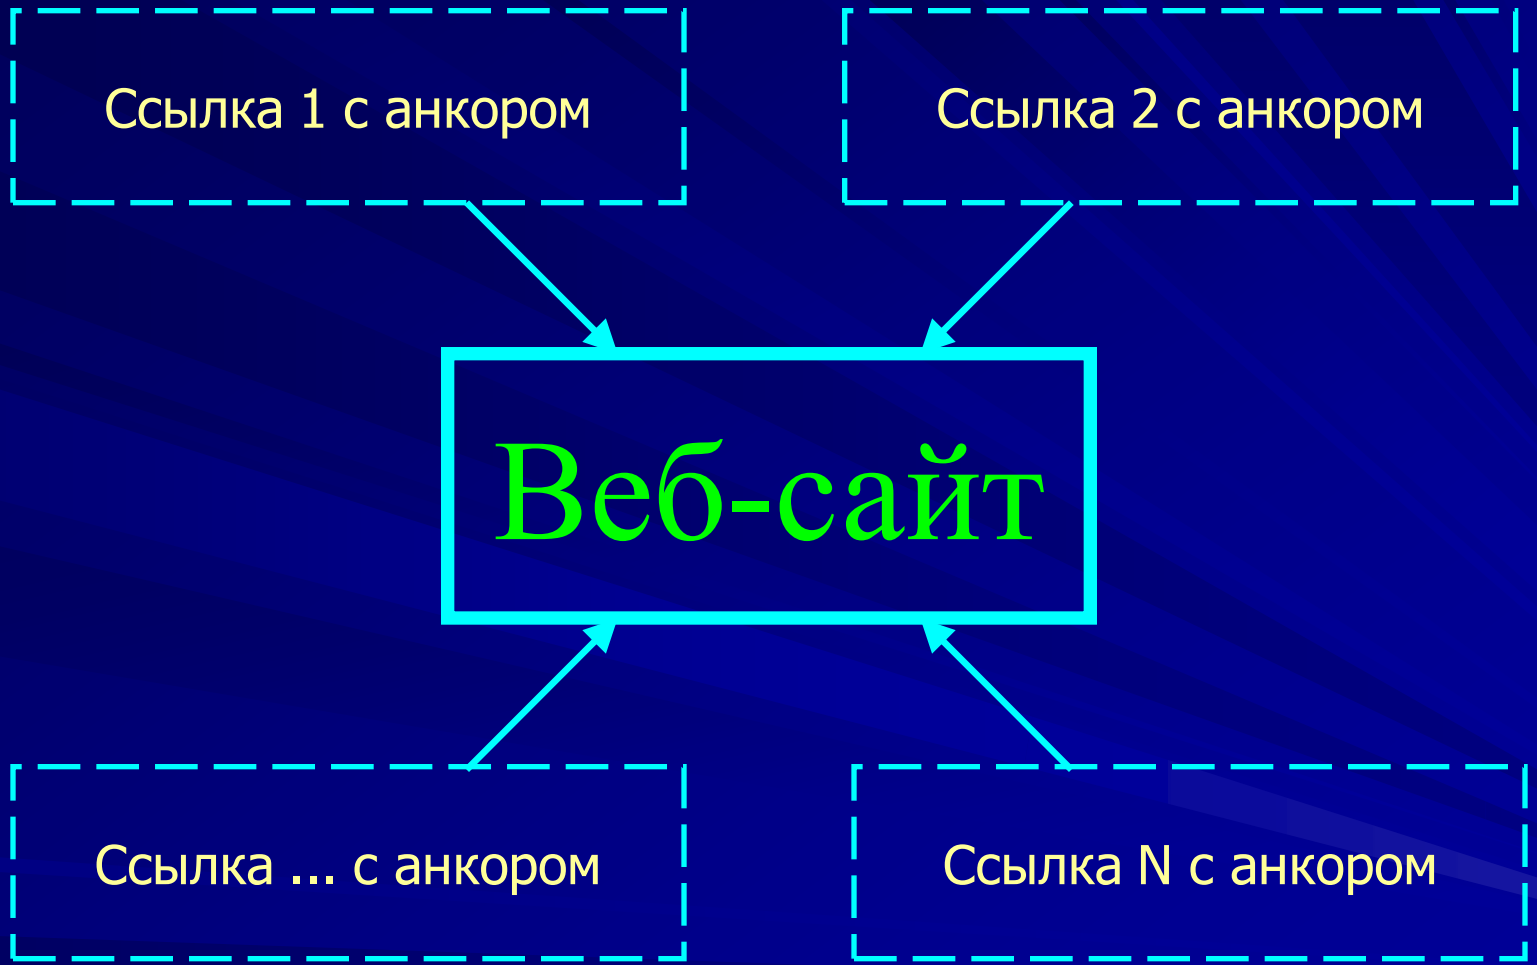 Ссылка 1 с анкором
Ссылка 2 с анкором
Веб-сайт
Ссылка ... с анкором
Ссылка N с анкором